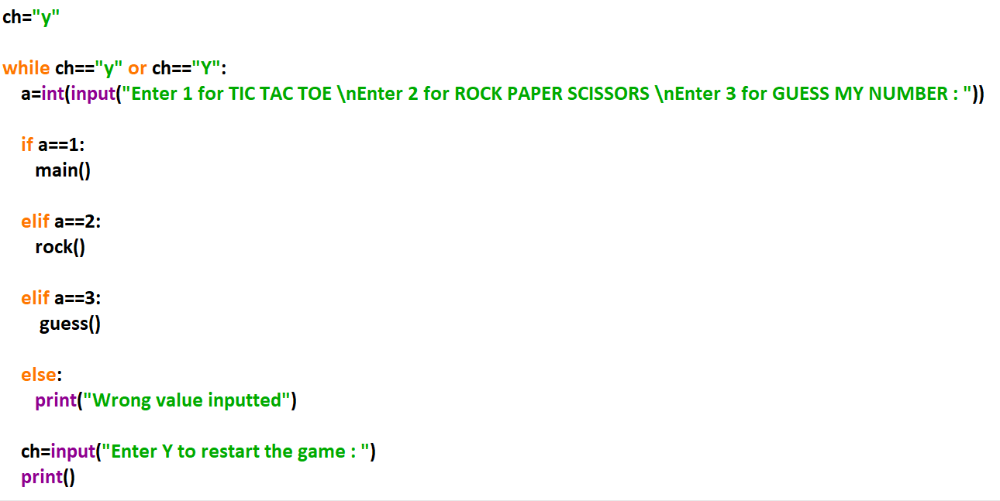 ch="y"
while ch=="y" or ch=="Y":
a=int(input("Enter 1 for TIC TAC TOE \nEnter 2 for ROCK PAPER SCISSORS \nEnter 3 for GUESS MY NUMBER : "))
if a==1:
main()
elif a==2:
rock()
elif a==3:
guess()
else:
print("Wrong value inputted")
ch=input("Enter Y to restart the game : ")
print()